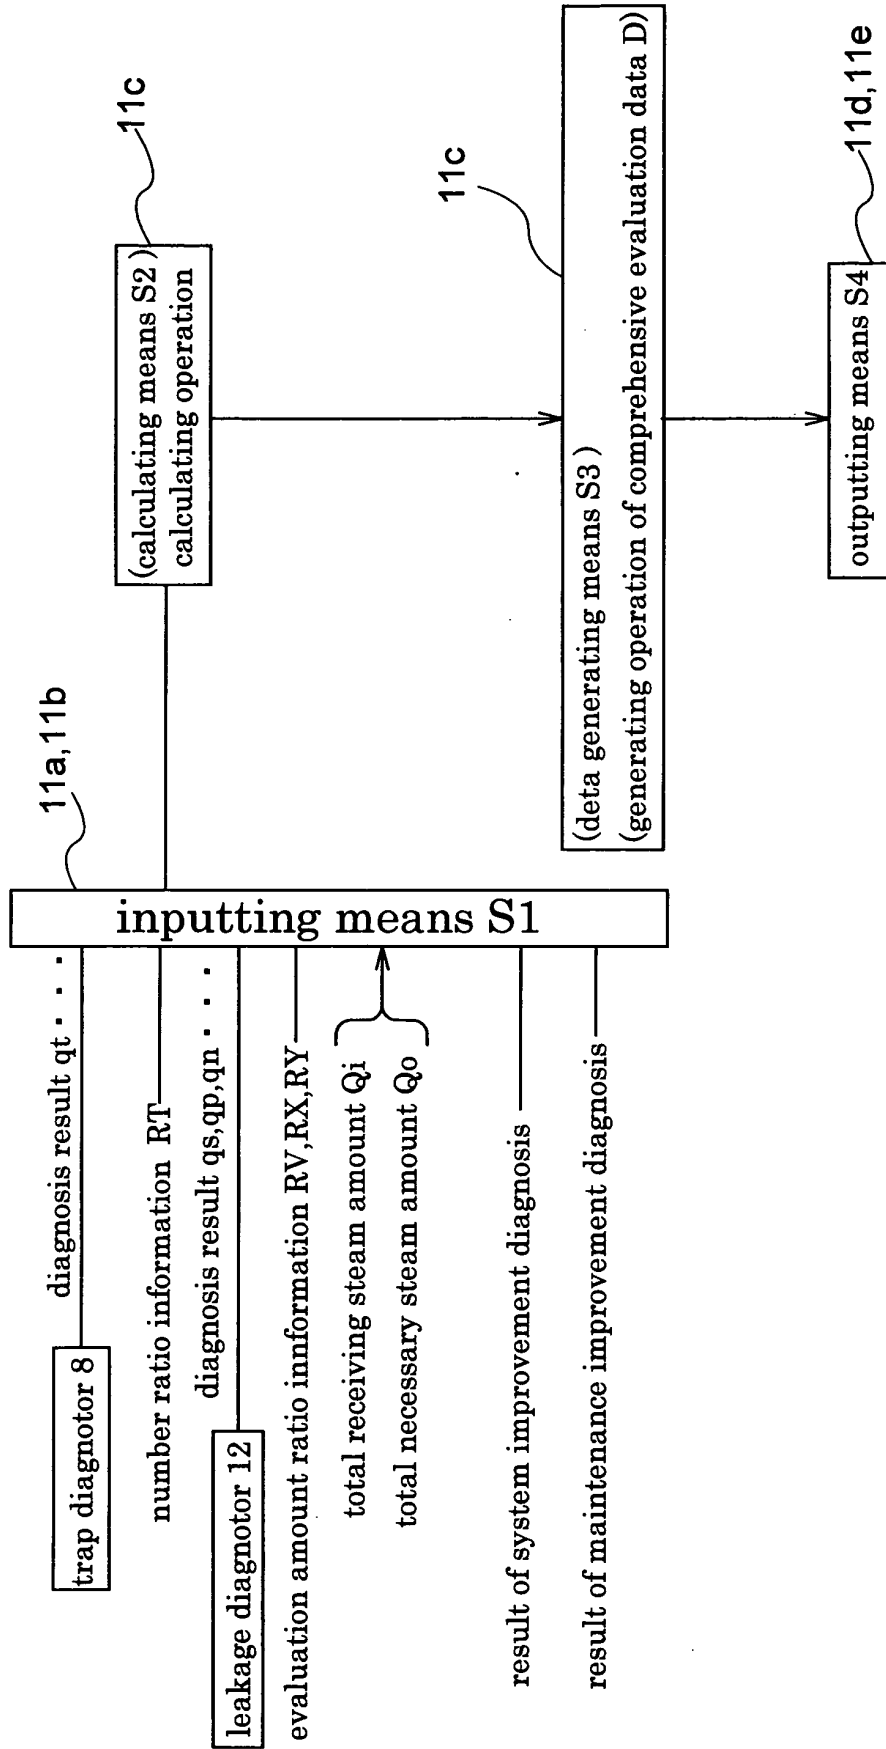 trap diagnotor 8
diagnosis result qt · · ·
number ratio information RT
leakage diagnotor 12
diagnosis result qs,qp,qn · · ·
evaluation amount ratio innformation RV,RX,RY
total receiving steam amount Qi
total necessary steam amount Qo
result of system improvement diagnosis
result of maintenance improvement diagnosis
inputting means S1
11a,11b
(calculating means S2)
calculating operation
11c
(deta generating means S3)
(generating operation of comprehensive evaluation data D)
11c
outputting means S4
11d,11e